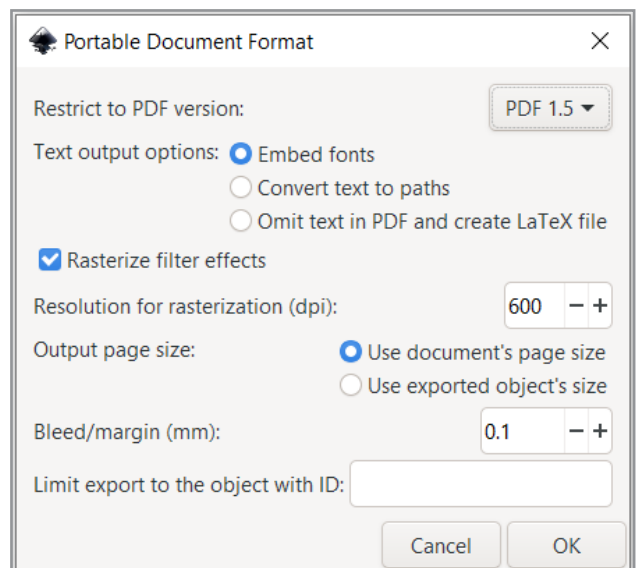 Portable Document Format
Restrict to PDF version: PDF 1.5
Text output options: Embed fonts
Convert text to paths
Omit text in PDF and create LaTeX file
Rasterize filter effects
Resolution for rasterization (dpi): 600 − +
Output page size: Use document's page size
Use exported object's size
Bleed/margin (mm): 0.1 − +
Limit export to the object with ID:
Cancel OK